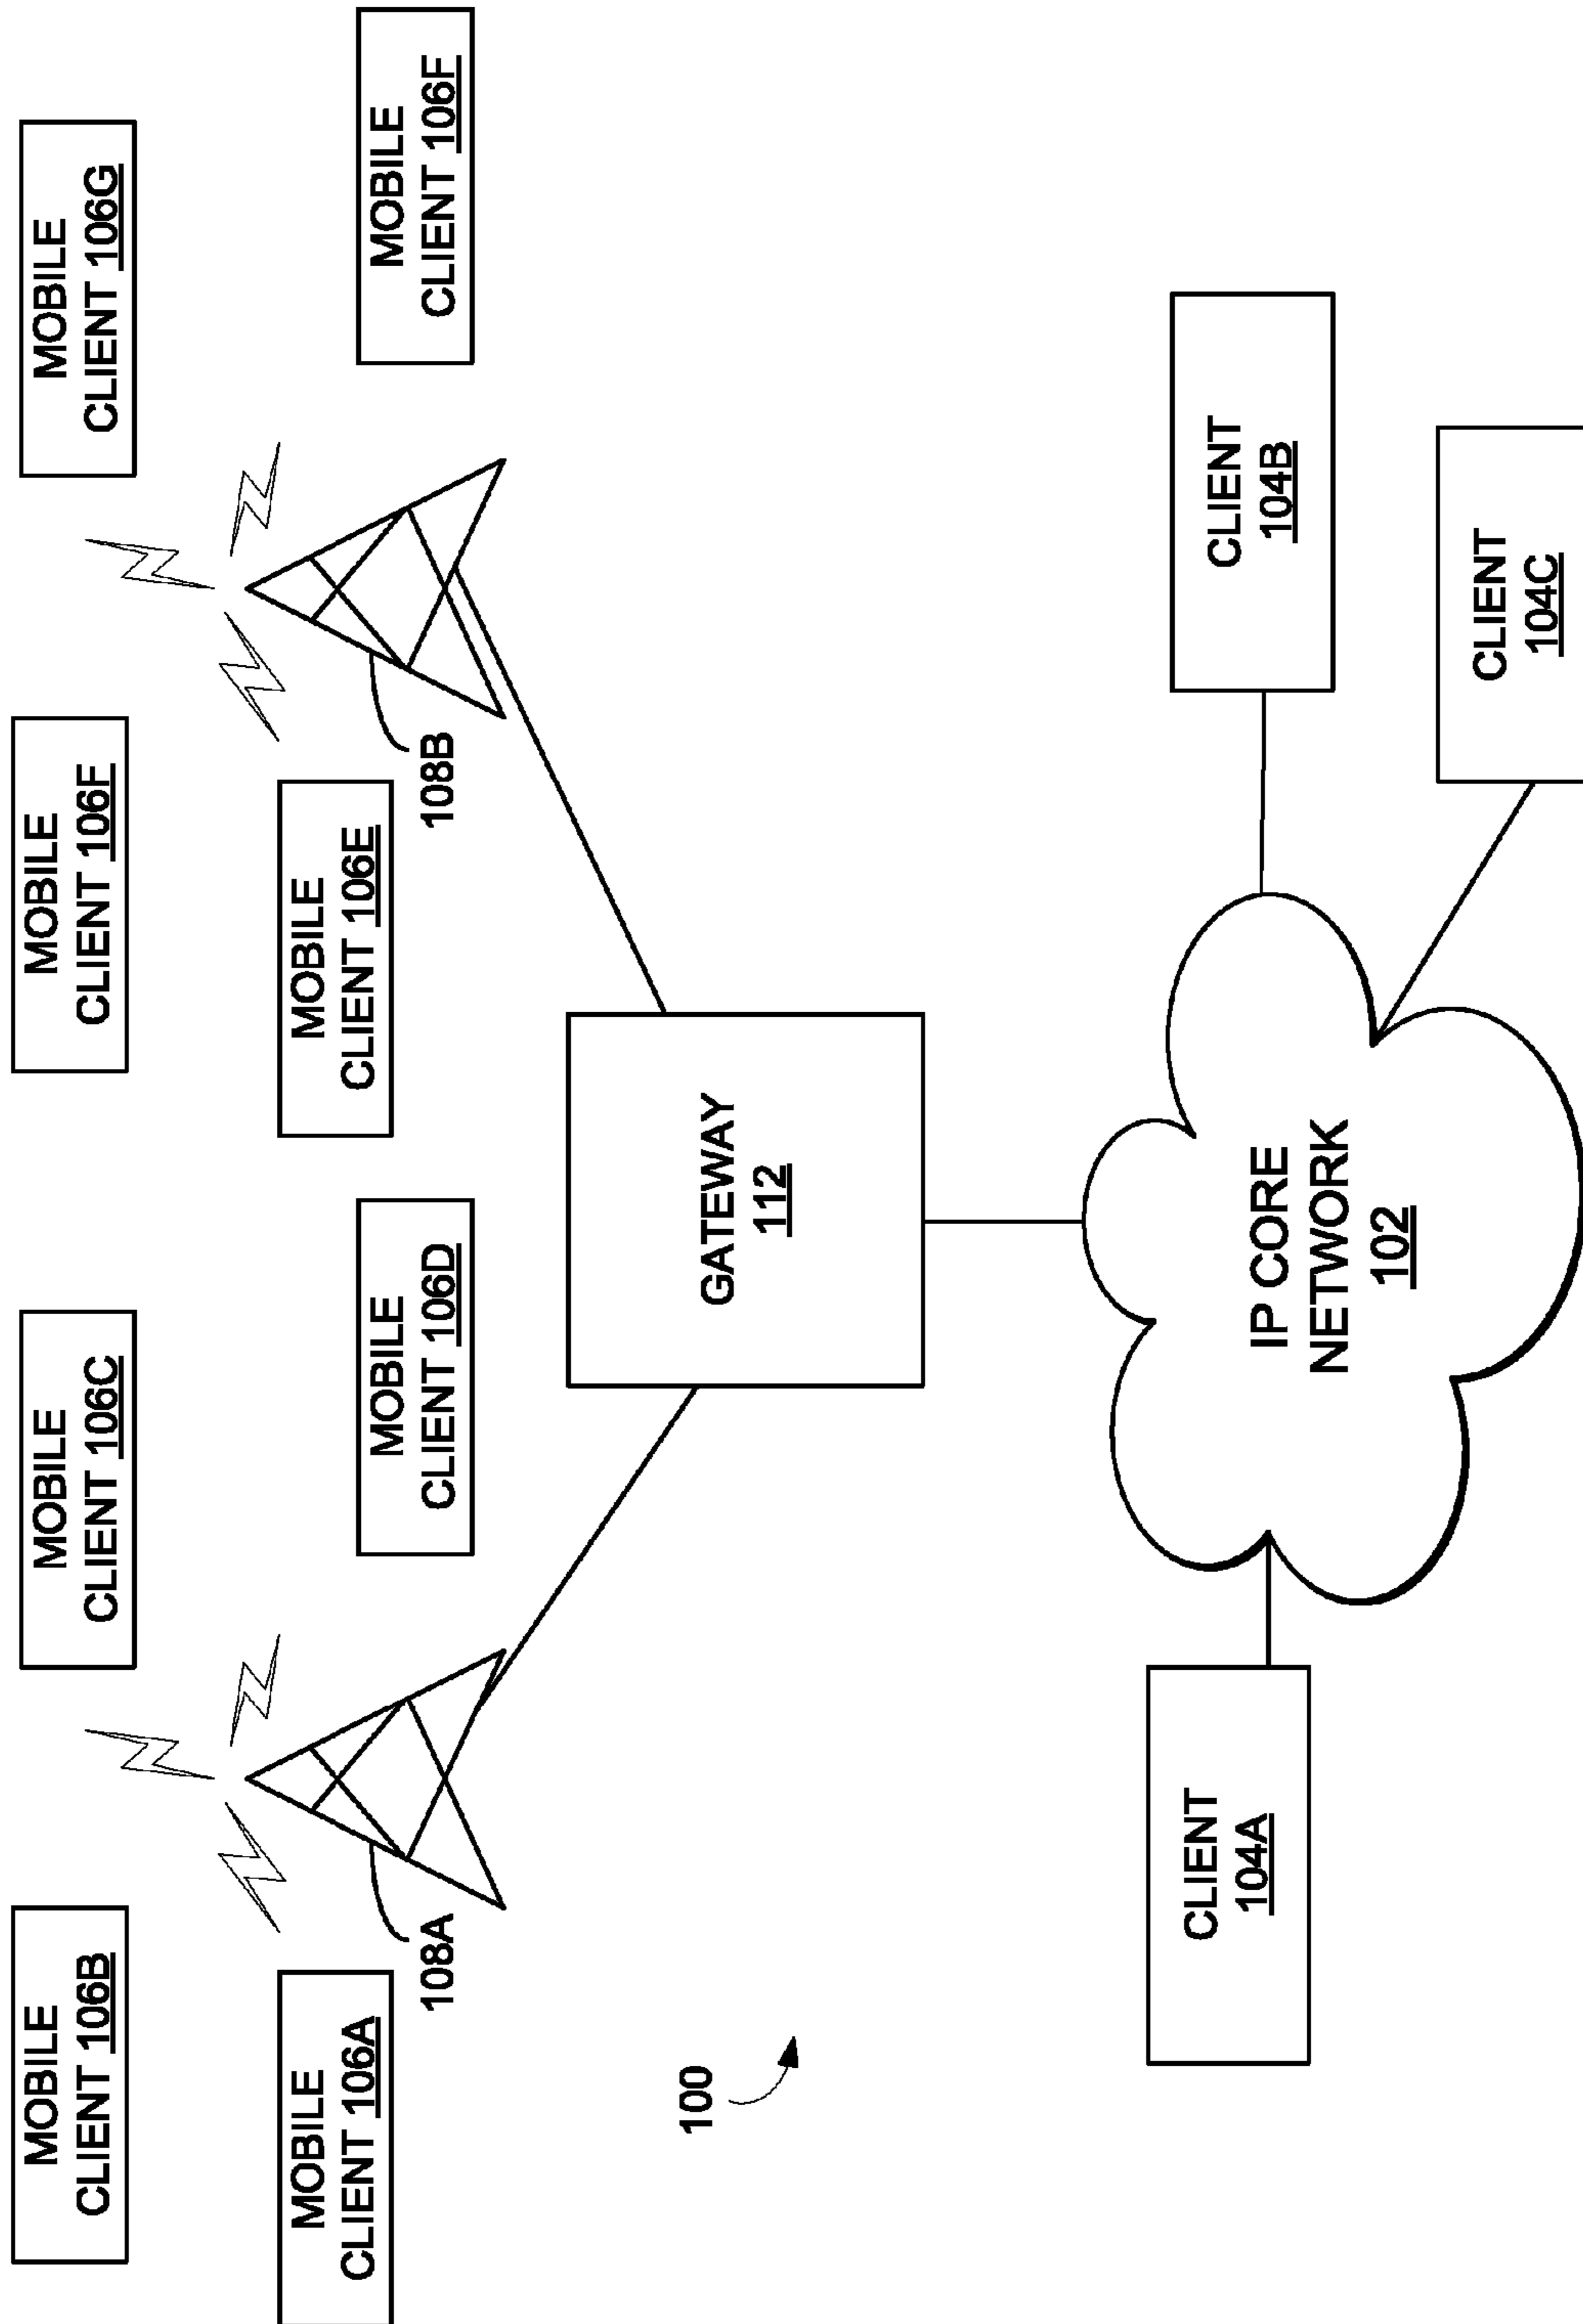 MOBILE
CLIENT 106B
MOBILE
CLIENT 106C
MOBILE
CLIENT 106F
MOBILE
CLIENT 106G
MOBILE
CLIENT 106A
MOBILE
CLIENT 106D
MOBILE
CLIENT 106E
MOBILE
CLIENT 106F
108A
108B
100
GATEWAY
112
IP CORE
NETWORK
102
CLIENT
104A
CLIENT
104B
CLIENT
104C